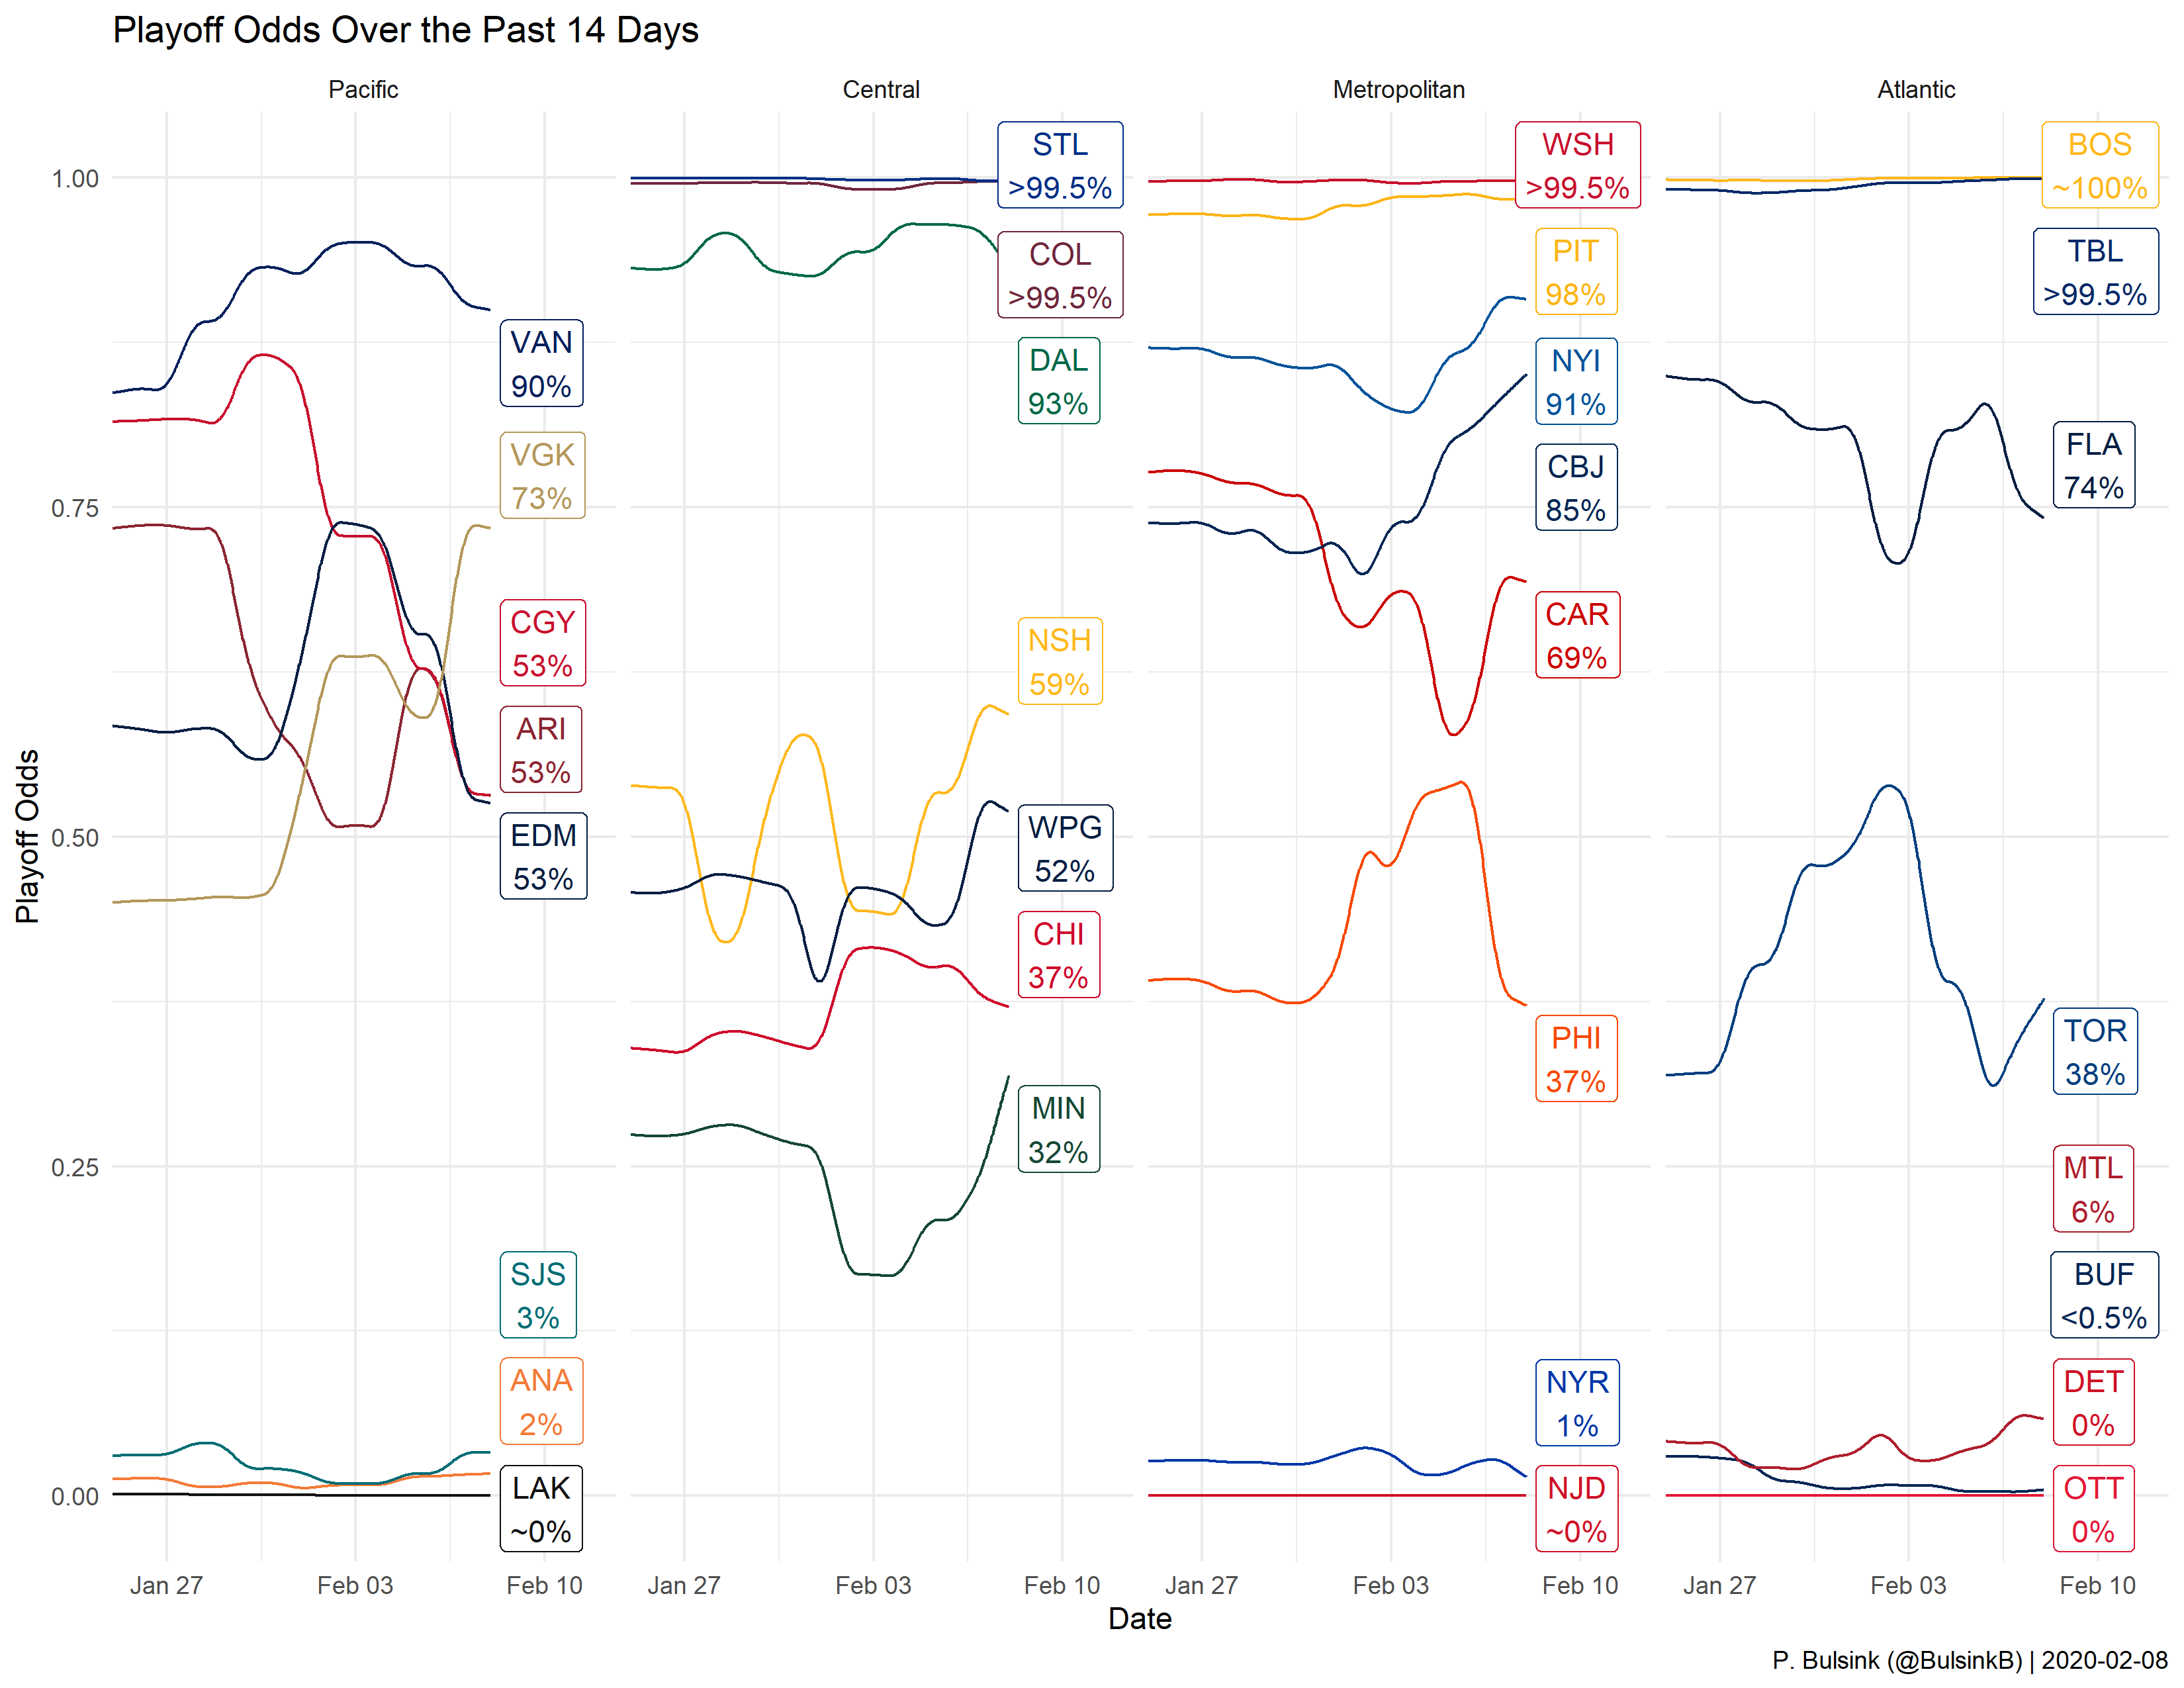 Playoff Odds Over the Past 14 Days
Pacific
Central
Metropolitan
Atlantic
Playoff Odds
1.00
0.75
0.50
0.25
0.00
VAN
90%
VGK
73%
CGY
53%
ARI
53%
EDM
53%
SJS
3%
ANA
2%
LAK
~0%
STL
>99.5%
COL
>99.5%
DAL
93%
NSH
59%
WPG
52%
CHI
37%
MIN
32%
WSH
>99.5%
PIT
98%
NYI
91%
CBJ
85%
CAR
69%
PHI
37%
NYR
1%
NJD
~0%
BOS
~100%
TBL
>99.5%
FLA
74%
TOR
38%
MTL
6%
BUF
<0.5%
DET
0%
OTT
0%
Jan 27
Feb 03
Feb 10
Jan 27
Feb 03
Feb 10
Jan 27
Feb 03
Feb 10
Jan 27
Feb 03
Feb 10
Date
P. Bulsink (@BulsinkB) | 2020-02-08